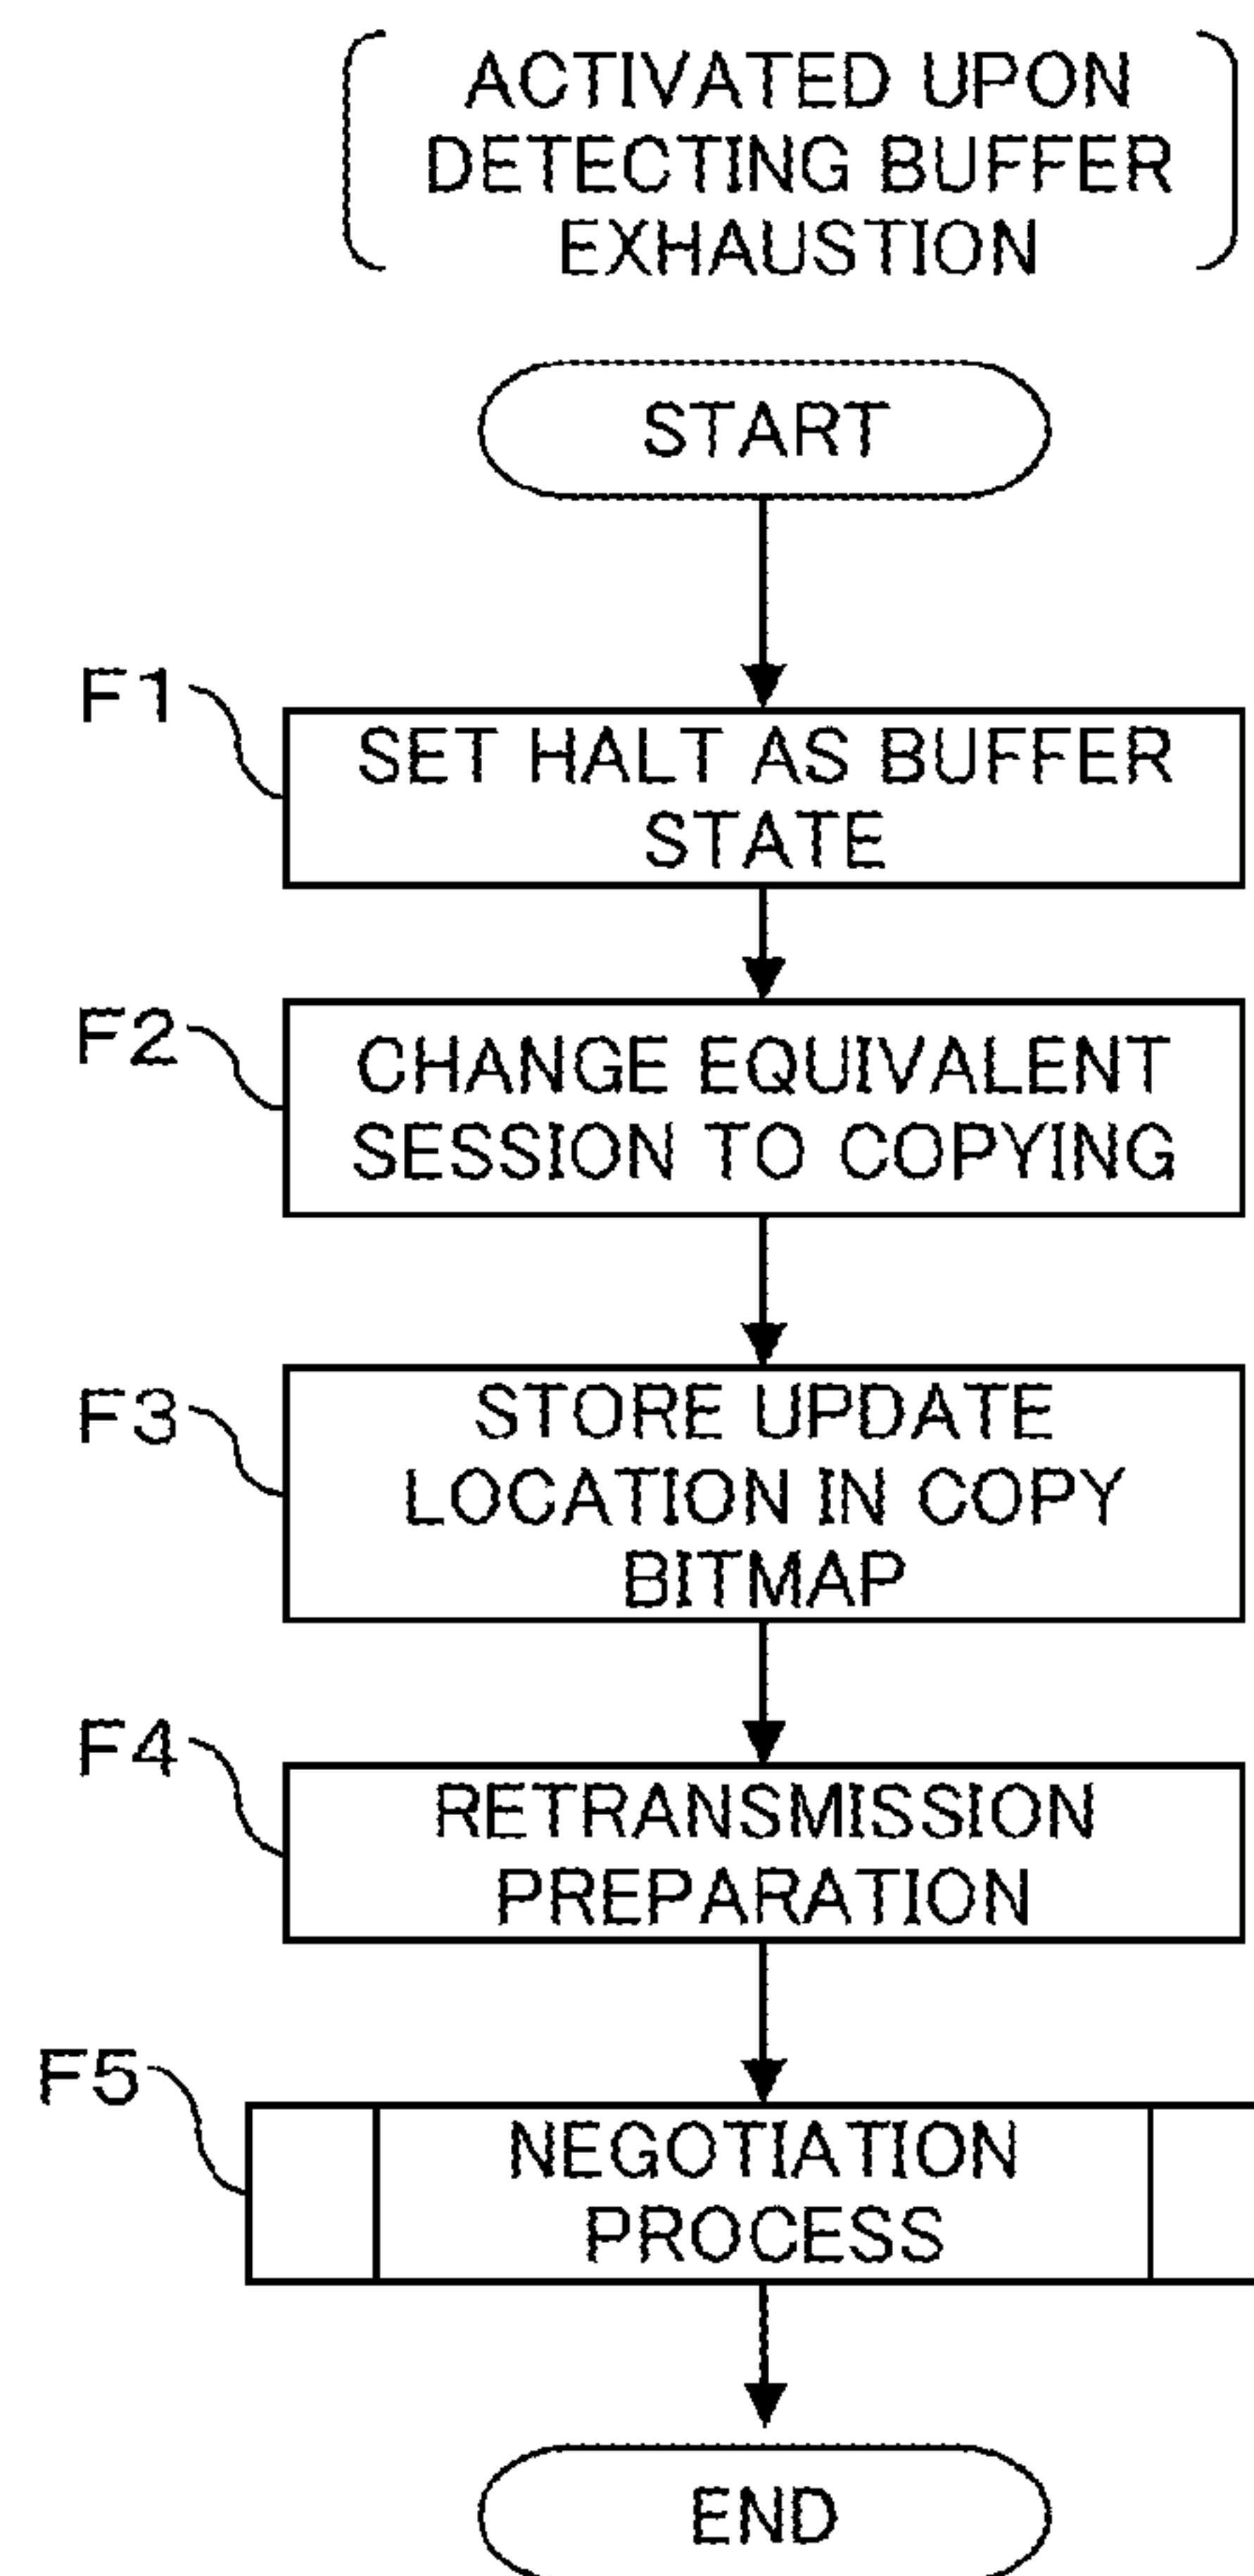 ACTIVATED UPON
DETECTING BUFFER
EXHAUSTION
START
F1
SET HALT AS BUFFER
STATE
F2
CHANGE EQUIVALENT
SESSION TO COPYING
F3
STORE UPDATE
LOCATION IN COPY
BITMAP
F4
RETRANSMISSION
PREPARATION
F5
NEGOTIATION
PROCESS
END